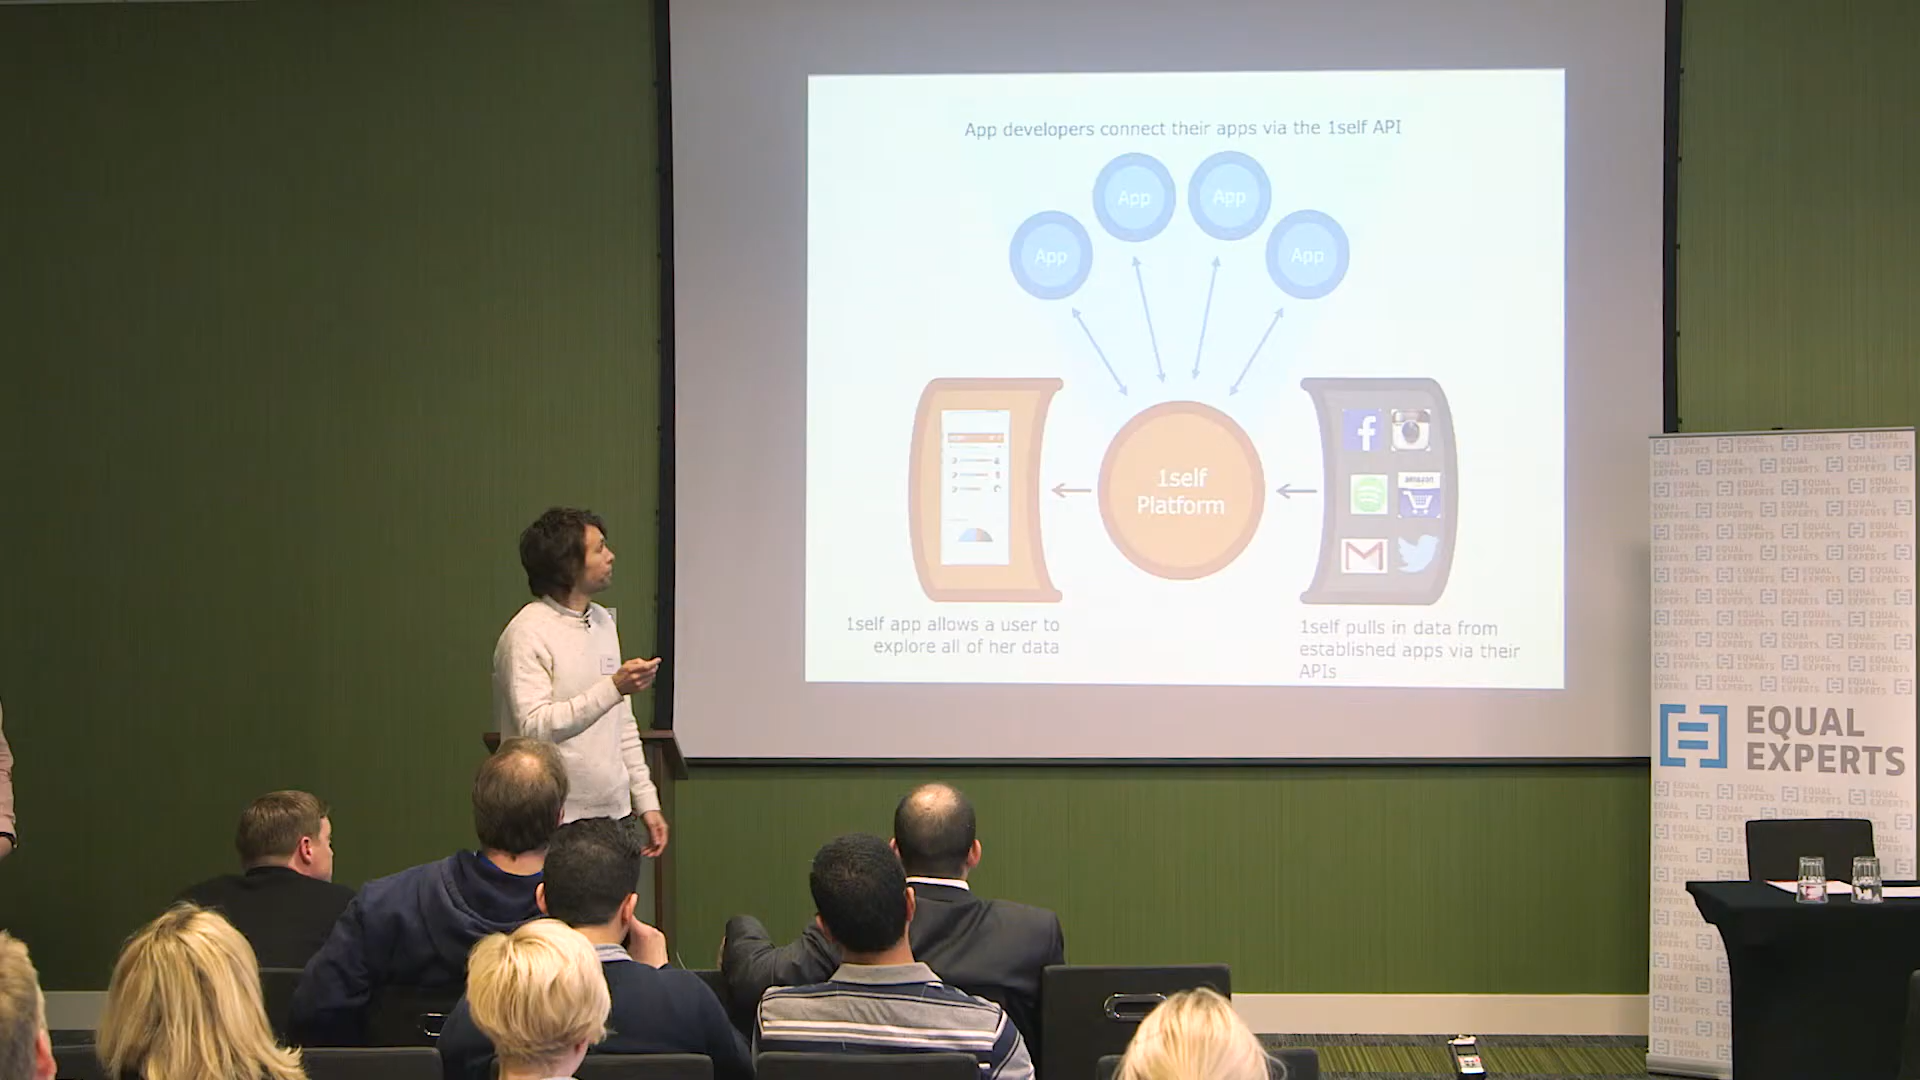 App developers connect their apps via the 1self API
App
App
App
App
1self
Platform
amazon
1self app allows a user to
explore all of her data
1self pulls in data from
established apps via their
APIs
EQUAL
EXPERTS